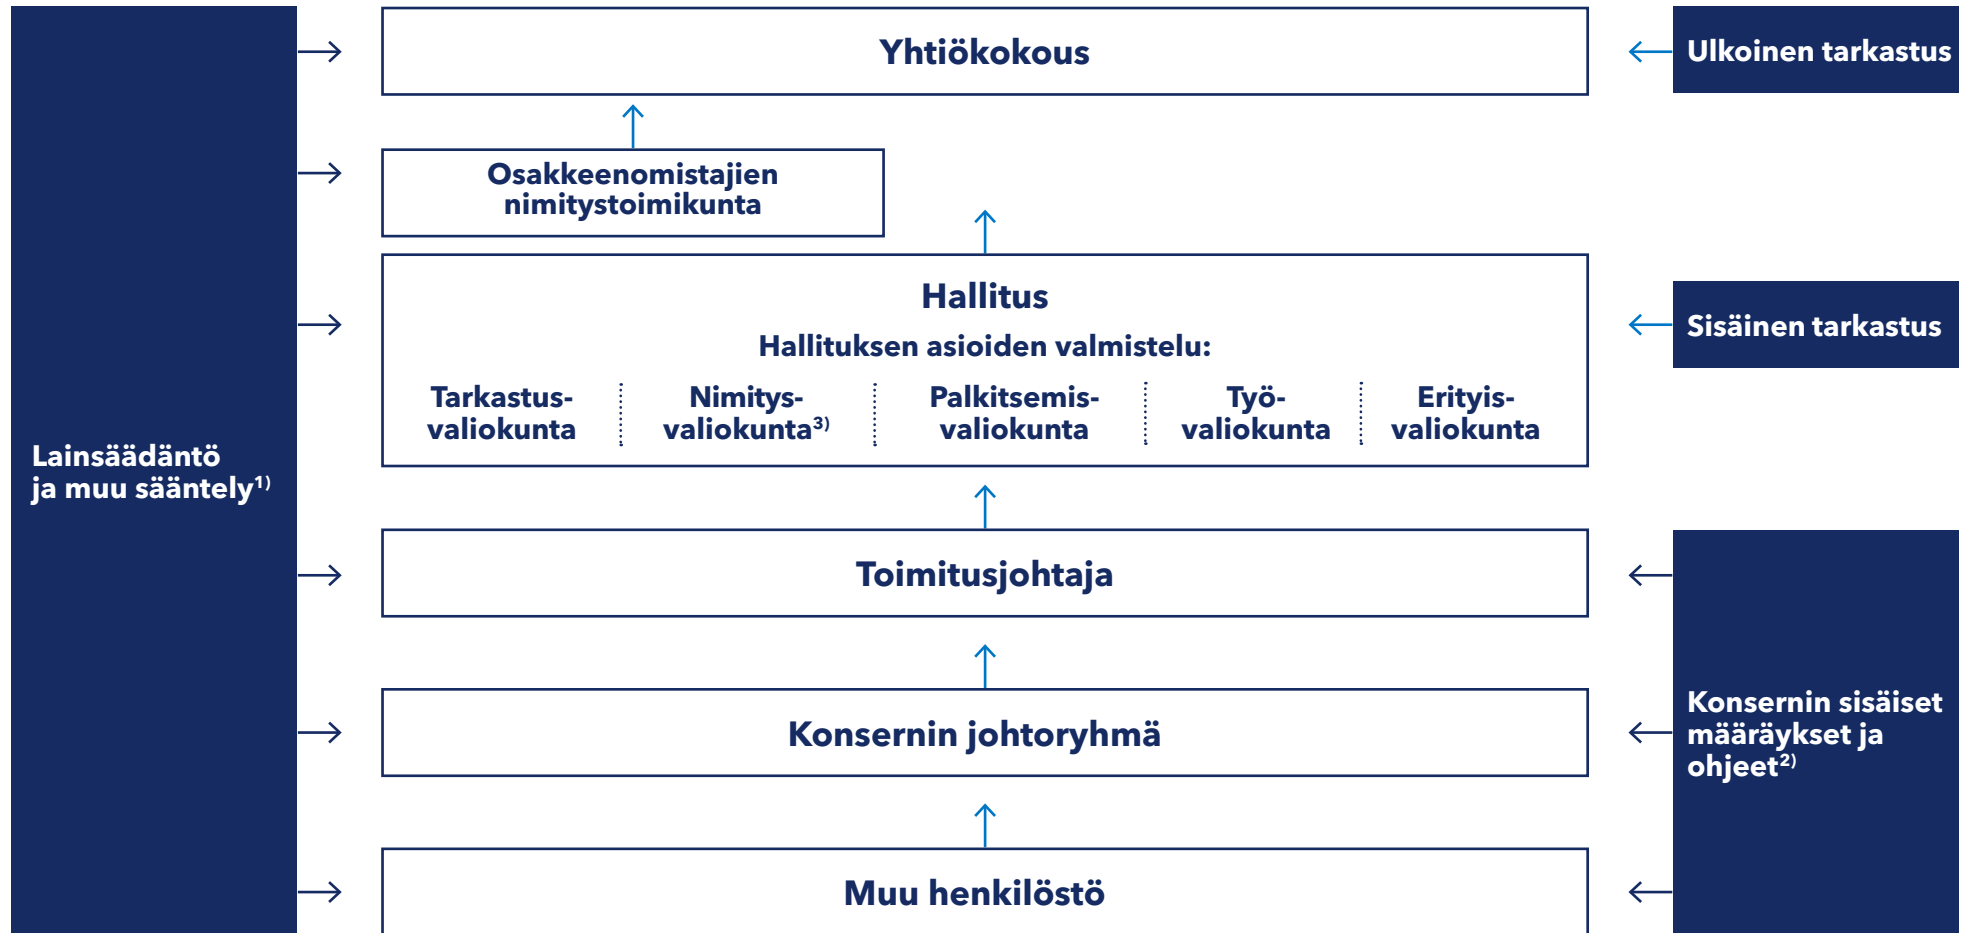 Yhtiökokous
Ulkoinen tarkastus
Osakkeenomistajien
nimitystoimikunta
Hallitus
Hallituksen asioiden valmistelu:
Tarkastus-
valiokunta
Nimitys-
valiokunta³⁾
Palkitsemis-
valiokunta
Työ-
valiokunta
Erityis-
valiokunta
Sisäinen tarkastus
Lainsäädäntö
ja muu sääntely¹⁾
Toimitusjohtaja
Konsernin johtoryhmä
Konsernin sisäiset
määräykset ja
ohjeet²⁾
Muu henkilöstö